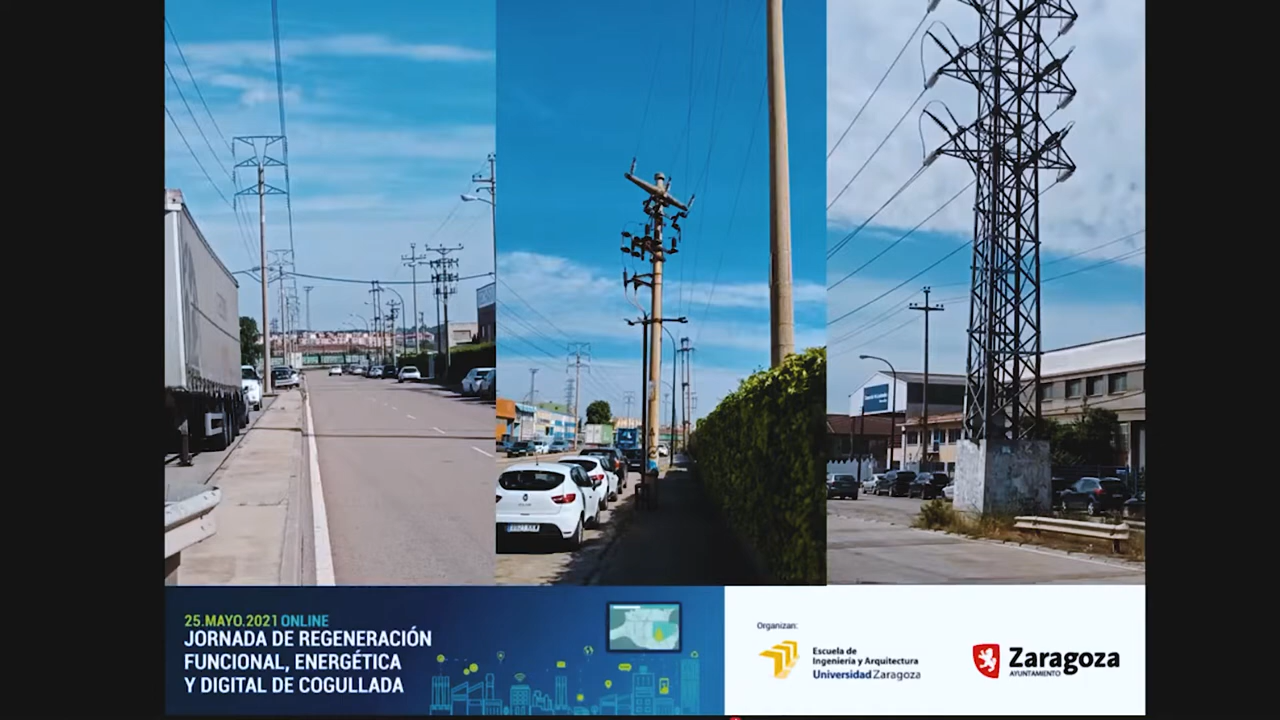 25.MAYO.2021 ONLINE
JORNADA DE REGENERACIÓN
FUNCIONAL, ENERGÉTICA
Y DIGITAL DE COGULLADA
Organizan:
Escuela de
Ingeniería y Arquitectura
Universidad Zaragoza
Zaragoza
AYUNTAMIENTO